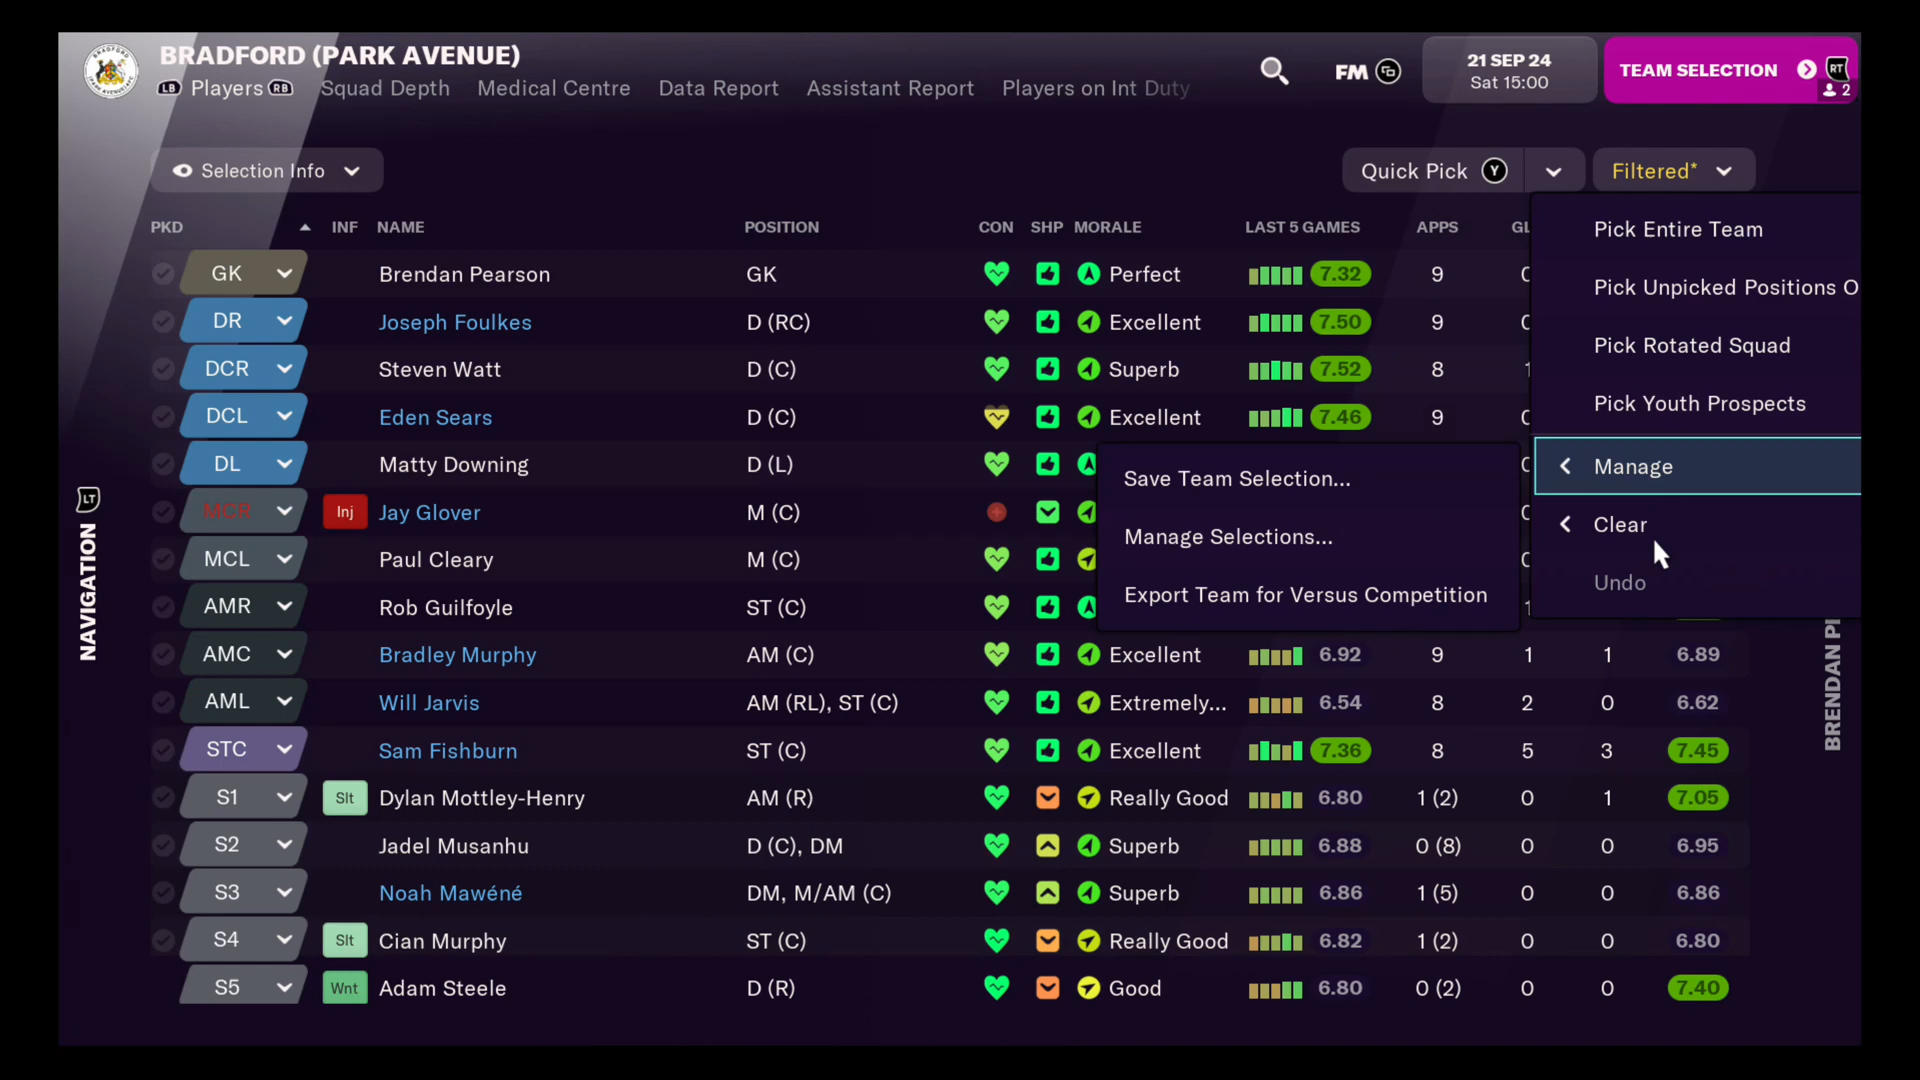 BRADFORD (PARK AVENUE)
LB Players RB Squad Depth Medical Centre Data Report Assistant Report Players on Int Duty
FM
21 SEP 24
Sat 15:00
TEAM SELECTION RT
2
Selection Info
Quick Pick Y
Filtered*
PKD INF NAME POSITION CON SHP MORALE LAST 5 GAMES APPS GL
GK Brendan Pearson GK Perfect 7.32 9
DR Joseph Foulkes D (RC) Excellent 7.50 9
DCR Steven Watt D (C) Superb 7.52 8
DCL Eden Sears D (C) Excellent 7.46 9
DL Matty Downing D (L)
MCR Inj Jay Glover M (C)
MCL Paul Cleary M (C)
AMR Rob Guilfoyle ST (C)
AMC Bradley Murphy AM (C) Excellent 6.92 9 1 1 6.89
AML Will Jarvis AM (RL), ST (C) Extremely... 6.54 8 2 0 6.62
STC Sam Fishburn ST (C) Excellent 7.36 8 5 3 7.45
S1 Slt Dylan Mottley-Henry AM (R) Really Good 6.80 1 (2) 0 1 7.05
S2 Jadel Musanhu D (C), DM Superb 6.88 0 (8) 0 0 6.95
S3 Noah Mawéné DM, M/AM (C) Superb 6.86 1 (5) 0 0 6.86
S4 Slt Cian Murphy ST (C) Really Good 6.82 1 (2) 0 0 6.80
S5 Wnt Adam Steele D (R) Good 6.80 0 (2) 0 0 7.40
Pick Entire Team
Pick Unpicked Positions O
Pick Rotated Squad
Pick Youth Prospects
Manage
Clear
Undo
Save Team Selection...
Manage Selections...
Export Team for Versus Competition
LT
NAVIGATION
BRENDAN